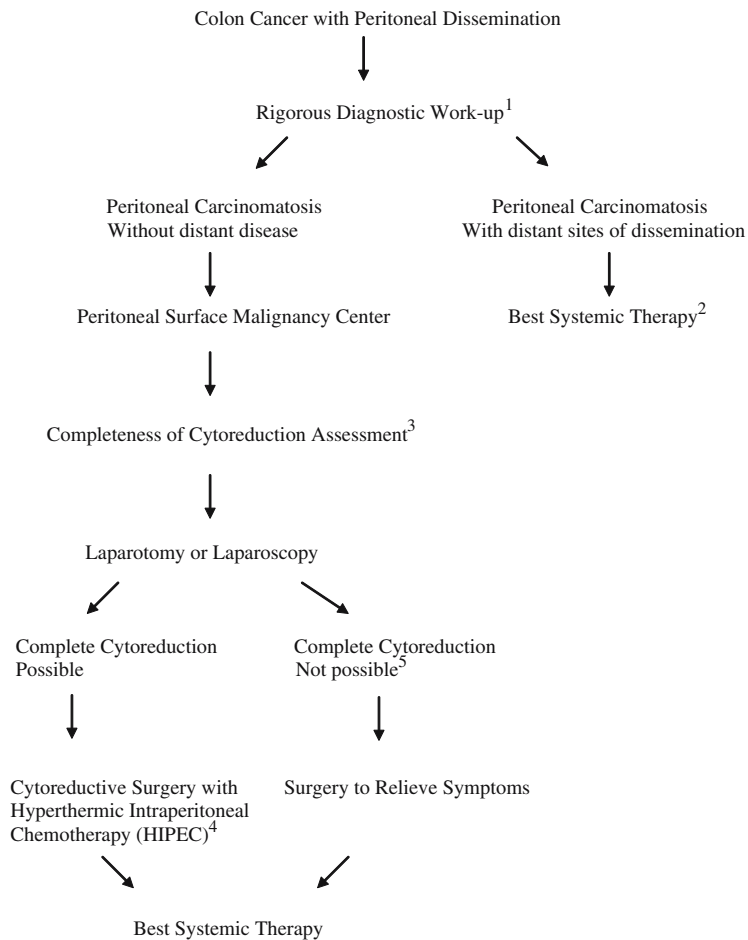 Colon Cancer with Peritoneal Dissemination
Rigorous Diagnostic Work-up1
Peritoneal Carcinomatosis
Without distant disease
Peritoneal Carcinomatosis
With distant sites of dissemination
Peritoneal Surface Malignancy Center
Best Systemic Therapy2
Completeness of Cytoreduction Assessment3
Laparotomy or Laparoscopy
Complete Cytoreduction
Possible
Complete Cytoreduction
Not possible5
Cytoreductive Surgery with
Hyperthermic Intraperitoneal
Chemotherapy (HIPEC)4
Surgery to Relieve Symptoms
Best Systemic Therapy